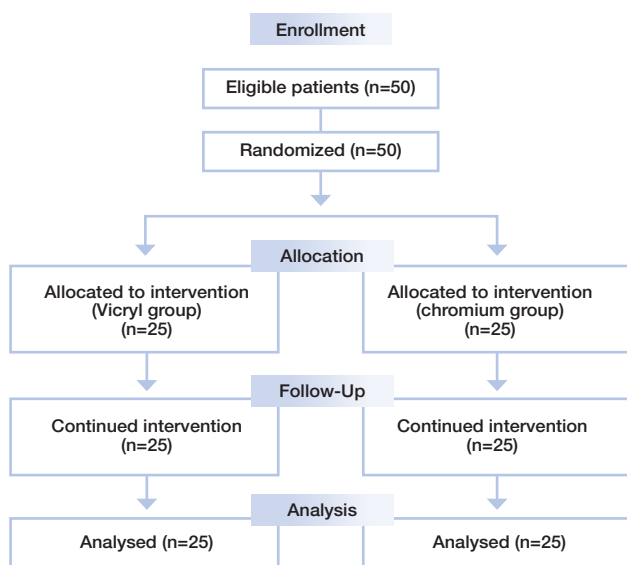 Enrollment
Eligible patients (n=50)
Randomized (n=50)
Allocation
Allocated to intervention
(Vicryl group)
(n=25)
Allocated to intervention
(chromium group)
(n=25)
Follow-Up
Continued intervention
(n=25)
Continued intervention
(n=25)
Analysis
Analysed (n=25)
Analysed (n=25)